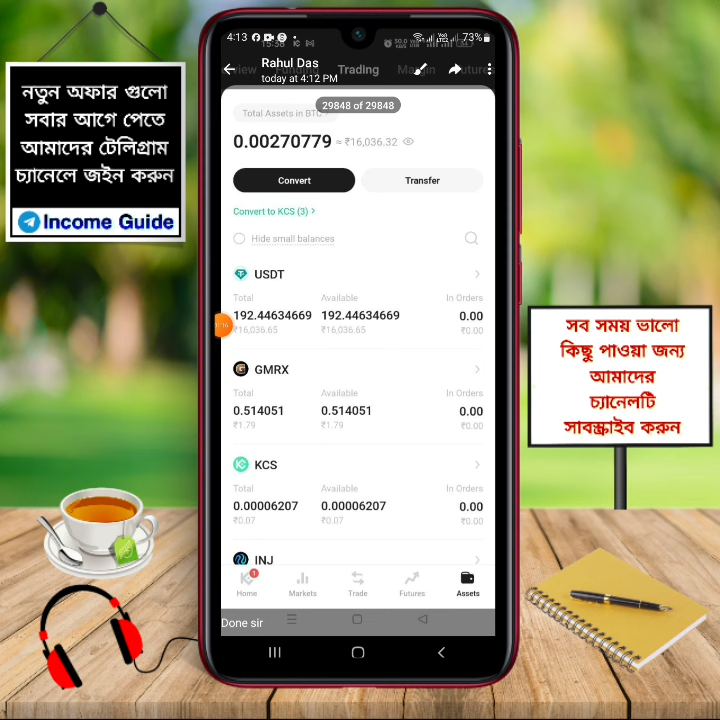 নতুন অফার গুলো
সবার আগে পেতে
আমাদের টেলিগ্রাম
চ্যানেলে জইন করুন
Income Guide
4:13
73%
Rahul Das
today at 4:12 PM
Funding Trading Margin
29848 of 29848
Total Assets in BTC
0.00270779 ≈ ₹16,036.32
Convert Transfer
Convert to KCS (3) >
Hide small balances
USDT
Total Available In Orders
192.44634669 192.44634669 0.00
₹16,036.65 ₹16,036.65 ₹0.00
GMRX
Total Available In Orders
0.514051 0.514051 0.00
₹1.79 ₹1.79 ₹0.00
KCS
Total Available In Orders
0.00006207 0.00006207 0.00
₹0.07 ₹0.07 ₹0.00
INJ
1
Home Markets Trade Futures Assets
Done sir
সব সময় ভালো
কিছু পাওয়া জন্য
আমাদের
চ্যানেলটি
সাবস্ক্রাইব করুন